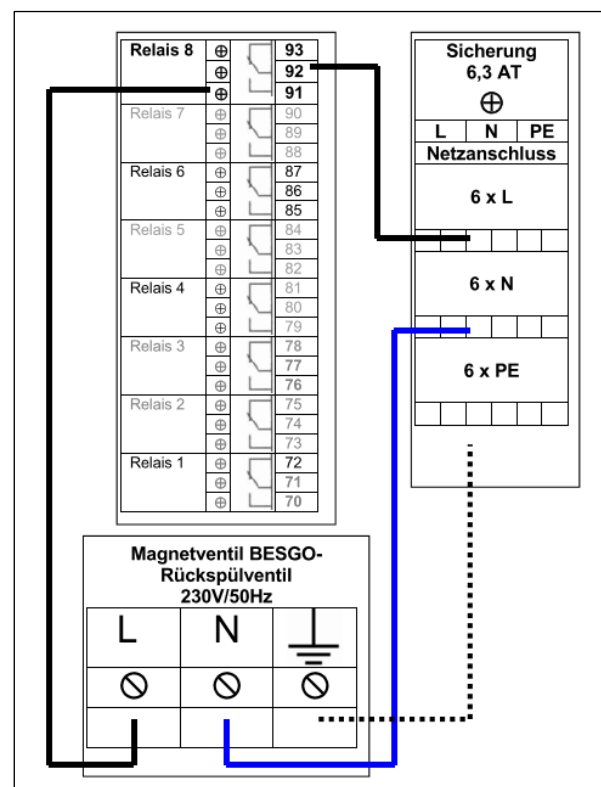 Relais 8
93
92
91
Relais 7
90
89
88
Relais 6
87
86
85
Relais 5
84
83
82
Relais 4
81
80
79
Relais 3
78
77
76
Relais 2
75
74
73
Relais 1
72
71
70
Sicherung
6,3 AT
L N PE
Netzanschluss
6 x L
6 x N
6 x PE
Magnetventil BESGO-
Rückspülventil
230V/50Hz
L N